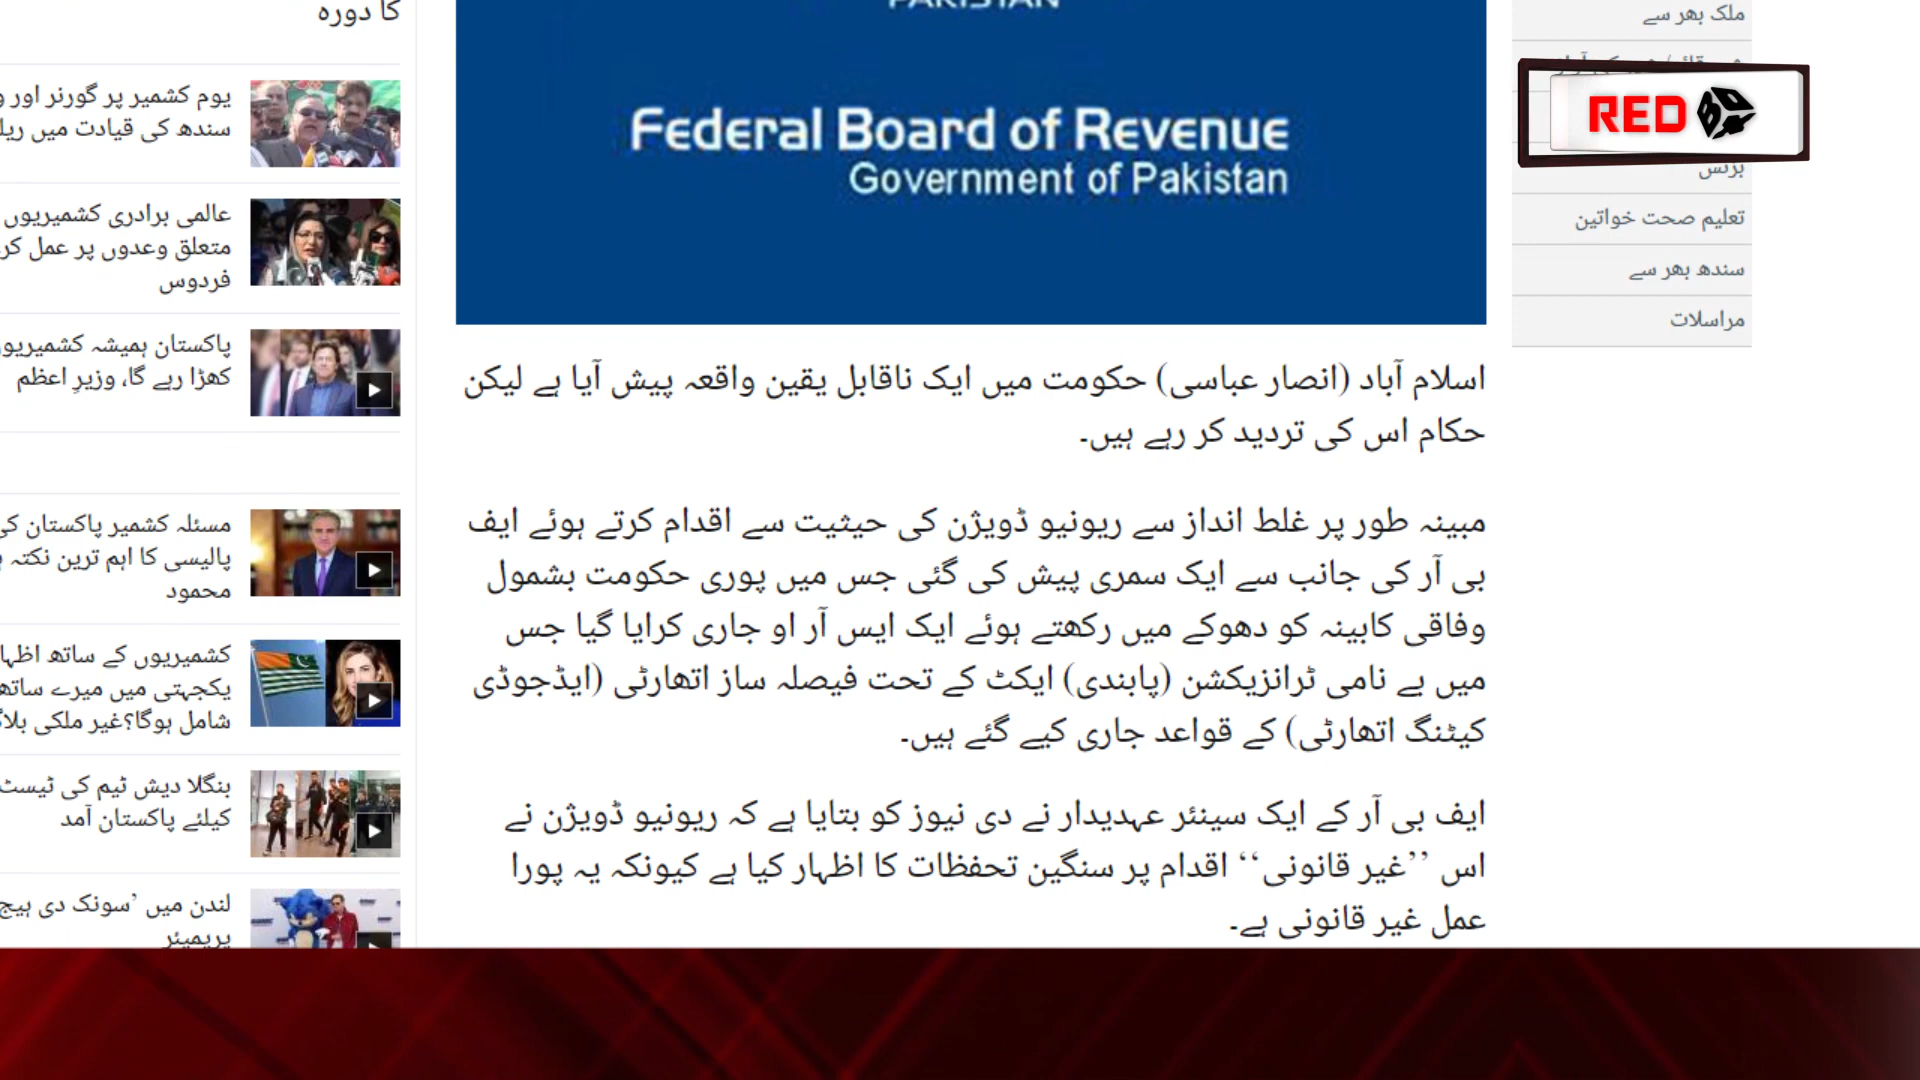 PAKISTAN
Federal Board of Revenue
Government of Pakistan
RED BOX
ملک بھر سے
بزنس
تعلیم صحت خواتین
سندھ بھر سے
مراسلات
اسلام آباد (انصار عباسی) حکومت میں ایک ناقابل یقین واقعہ پیش آیا ہے لیکن
حکام اس کی تردید کر رہے ہیں۔
مبینہ طور پر غلط انداز سے ریونیو ڈویژن کی حیثیت سے اقدام کرتے ہوئے ایف
بی آر کی جانب سے ایک سمری پیش کی گئی جس میں پوری حکومت بشمول
وفاقی کابینہ کو دھوکے میں رکھتے ہوئے ایک ایس آر او جاری کرایا گیا جس
میں بے نامی ٹرانزیکشن (پابندی) ایکٹ کے تحت فیصلہ ساز اتھارٹی (ایڈجوڈی
کیٹنگ اتھارٹی) کے قواعد جاری کیے گئے ہیں۔
ایف بی آر کے ایک سینئر عہدیدار نے دی نیوز کو بتایا ہے کہ ریونیو ڈویژن نے
اس ’’غیر قانونی‘‘ اقدام پر سنگین تحفظات کا اظہار کیا ہے کیونکہ یہ پورا
عمل غیر قانونی ہے۔
کا دورہ
یوم کشمیر پر گورنر اور
سندھ کی قیادت میں
عالمی برادری کشمیریوں
متعلق وعدوں پر عمل
فردوس
پاکستان ہمیشہ
کھڑا رہے گا، وزیرِ اعظم
مسئلہ کشمیر پاکستان
پالیسی کا اہم ترین نکتہ
محمود
کشمیریوں کے ساتھ
یکجہتی میں میرے ساتھ
شامل ہوگا؟غیر ملکی
بنگلا دیش ٹیم کی ٹیسٹ
کیلئے پاکستان آمد
لندن میں ’سونک دی
پریمیئر